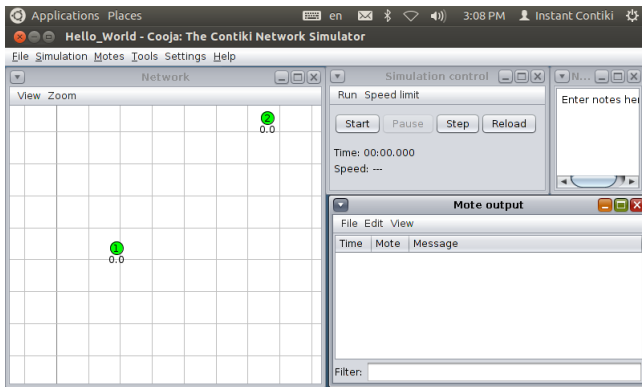 Applications Places en 3:08 PM Instant Contiki
Hello_World - Cooja: The Contiki Network Simulator
File Simulation Motes Tools Settings Help
Network
View Zoom
2
0.0
1
0.0
Simulation control
Run Speed limit
Start Pause Step Reload
Time: 00:00.000
Speed: ---
N...
Enter notes her
Mote output
File Edit View
Time Mote Message
Filter: